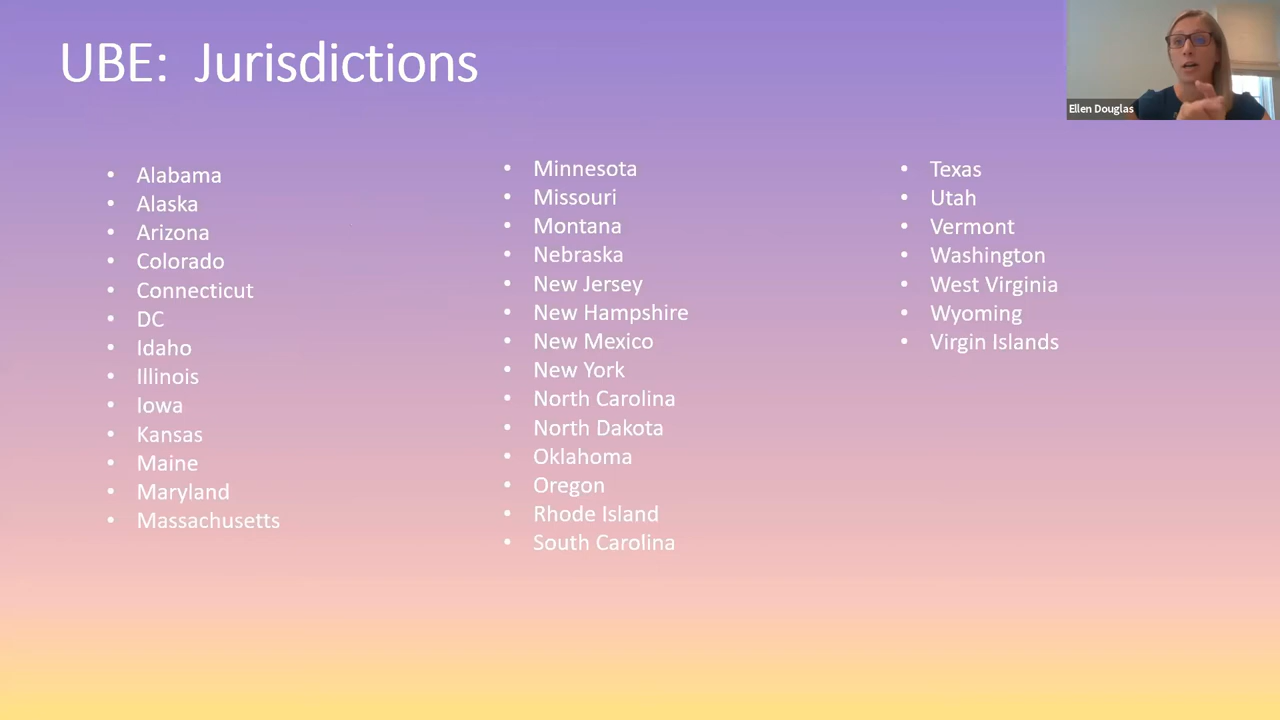 UBE: Jurisdictions
Ellen Douglas
• Alabama
• Alaska
• Arizona
• Colorado
• Connecticut
• DC
• Idaho
• Illinois
• Iowa
• Kansas
• Maine
• Maryland
• Massachusetts
• Minnesota
• Missouri
• Montana
• Nebraska
• New Jersey
• New Hampshire
• New Mexico
• New York
• North Carolina
• North Dakota
• Oklahoma
• Oregon
• Rhode Island
• South Carolina
• Texas
• Utah
• Vermont
• Washington
• West Virginia
• Wyoming
• Virgin Islands